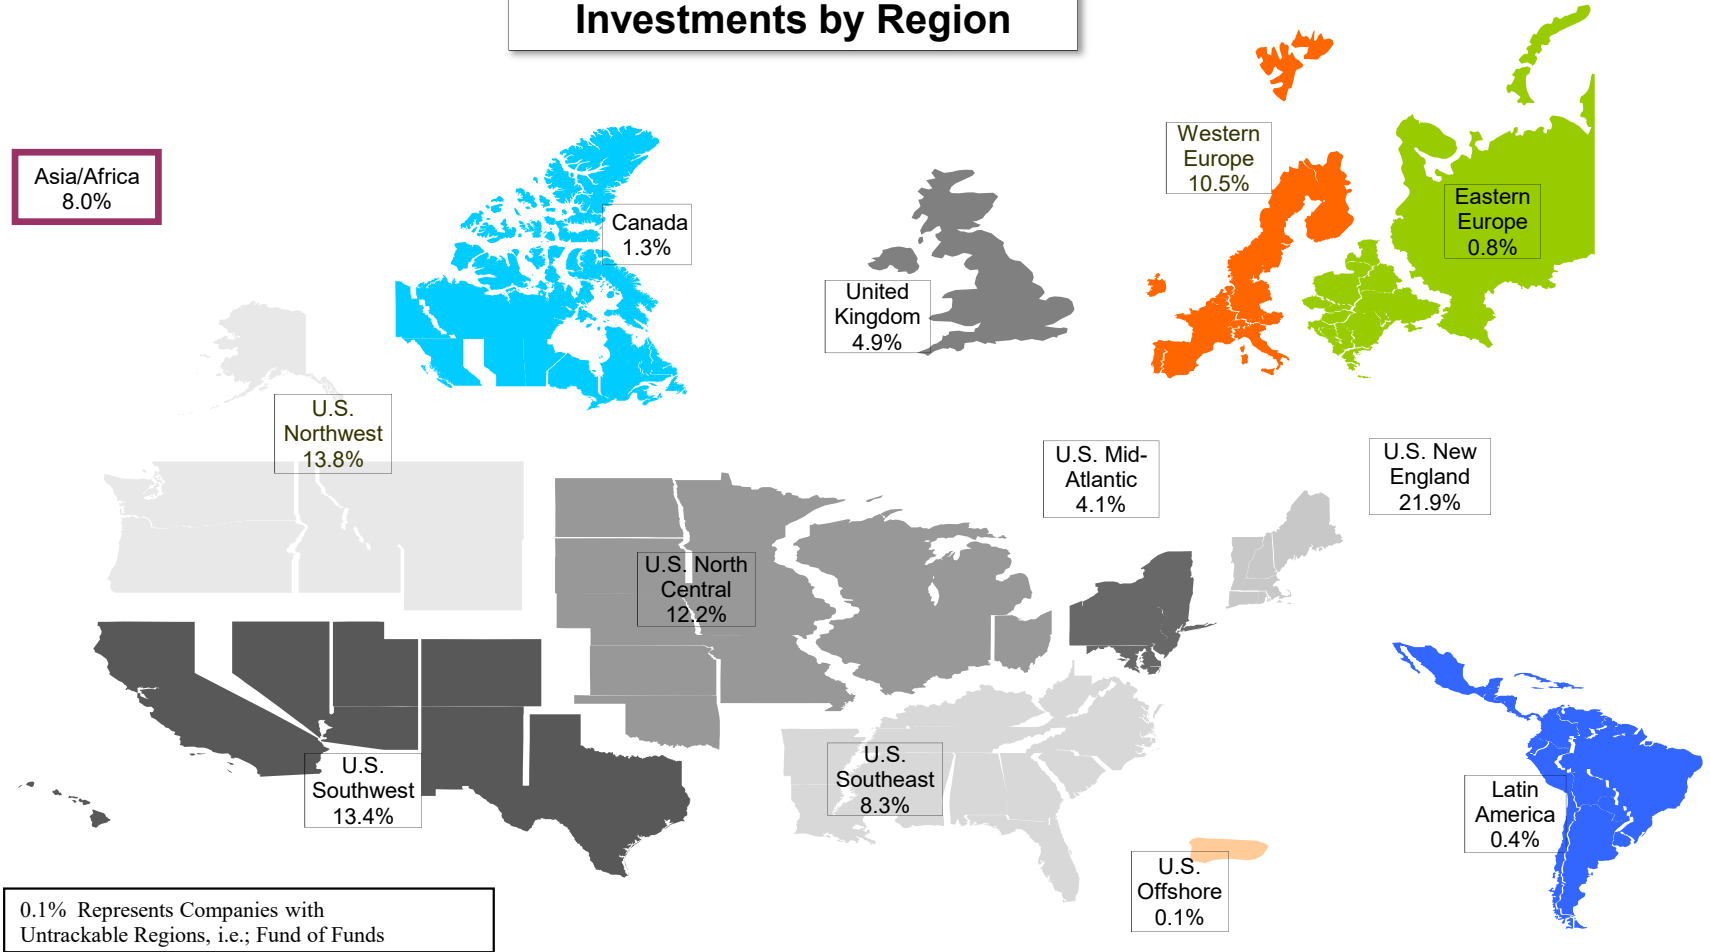 Investments by Region
Asia/Africa
8.0%
Canada
1.3%
United
Kingdom
4.9%
Western
Europe
10.5%
Eastern
Europe
0.8%
U.S.
Northwest
13.8%
U.S. North
Central
12.2%
U.S. Mid-
Atlantic
4.1%
U.S. New
England
21.9%
U.S.
Southwest
13.4%
U.S.
Southeast
8.3%
U.S.
Offshore
0.1%
Latin
America
0.4%
0.1%  Represents Companies with
Untrackable Regions, i.e.; Fund of Funds